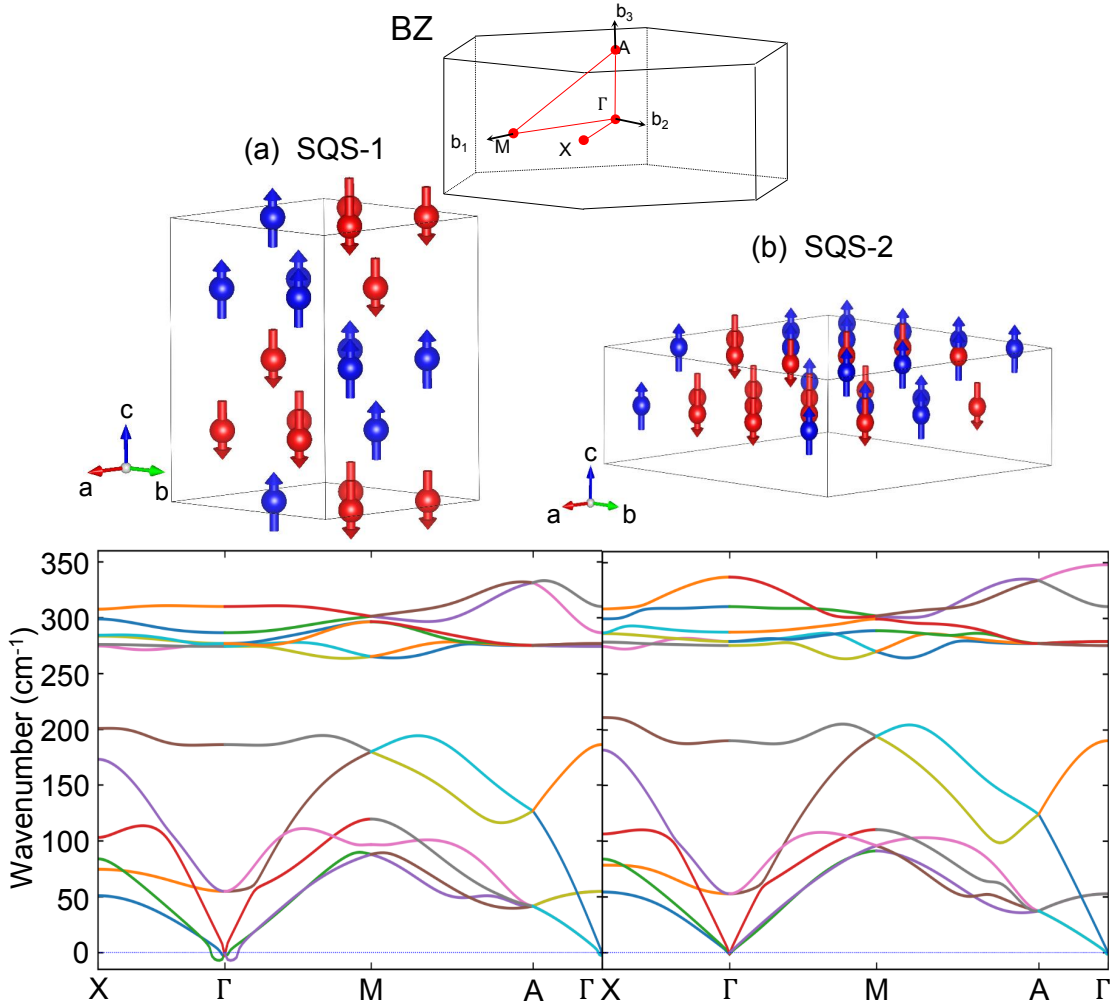 BZ
b₃
A
Γ
b₁
M
X
b₂
(a) SQS-1
(b) SQS-2
c
a
b
c
a
b
350
300
250
200
150
100
50
0
Wavenumber (cm⁻¹)
X Γ M A Γ X Γ M A Γ